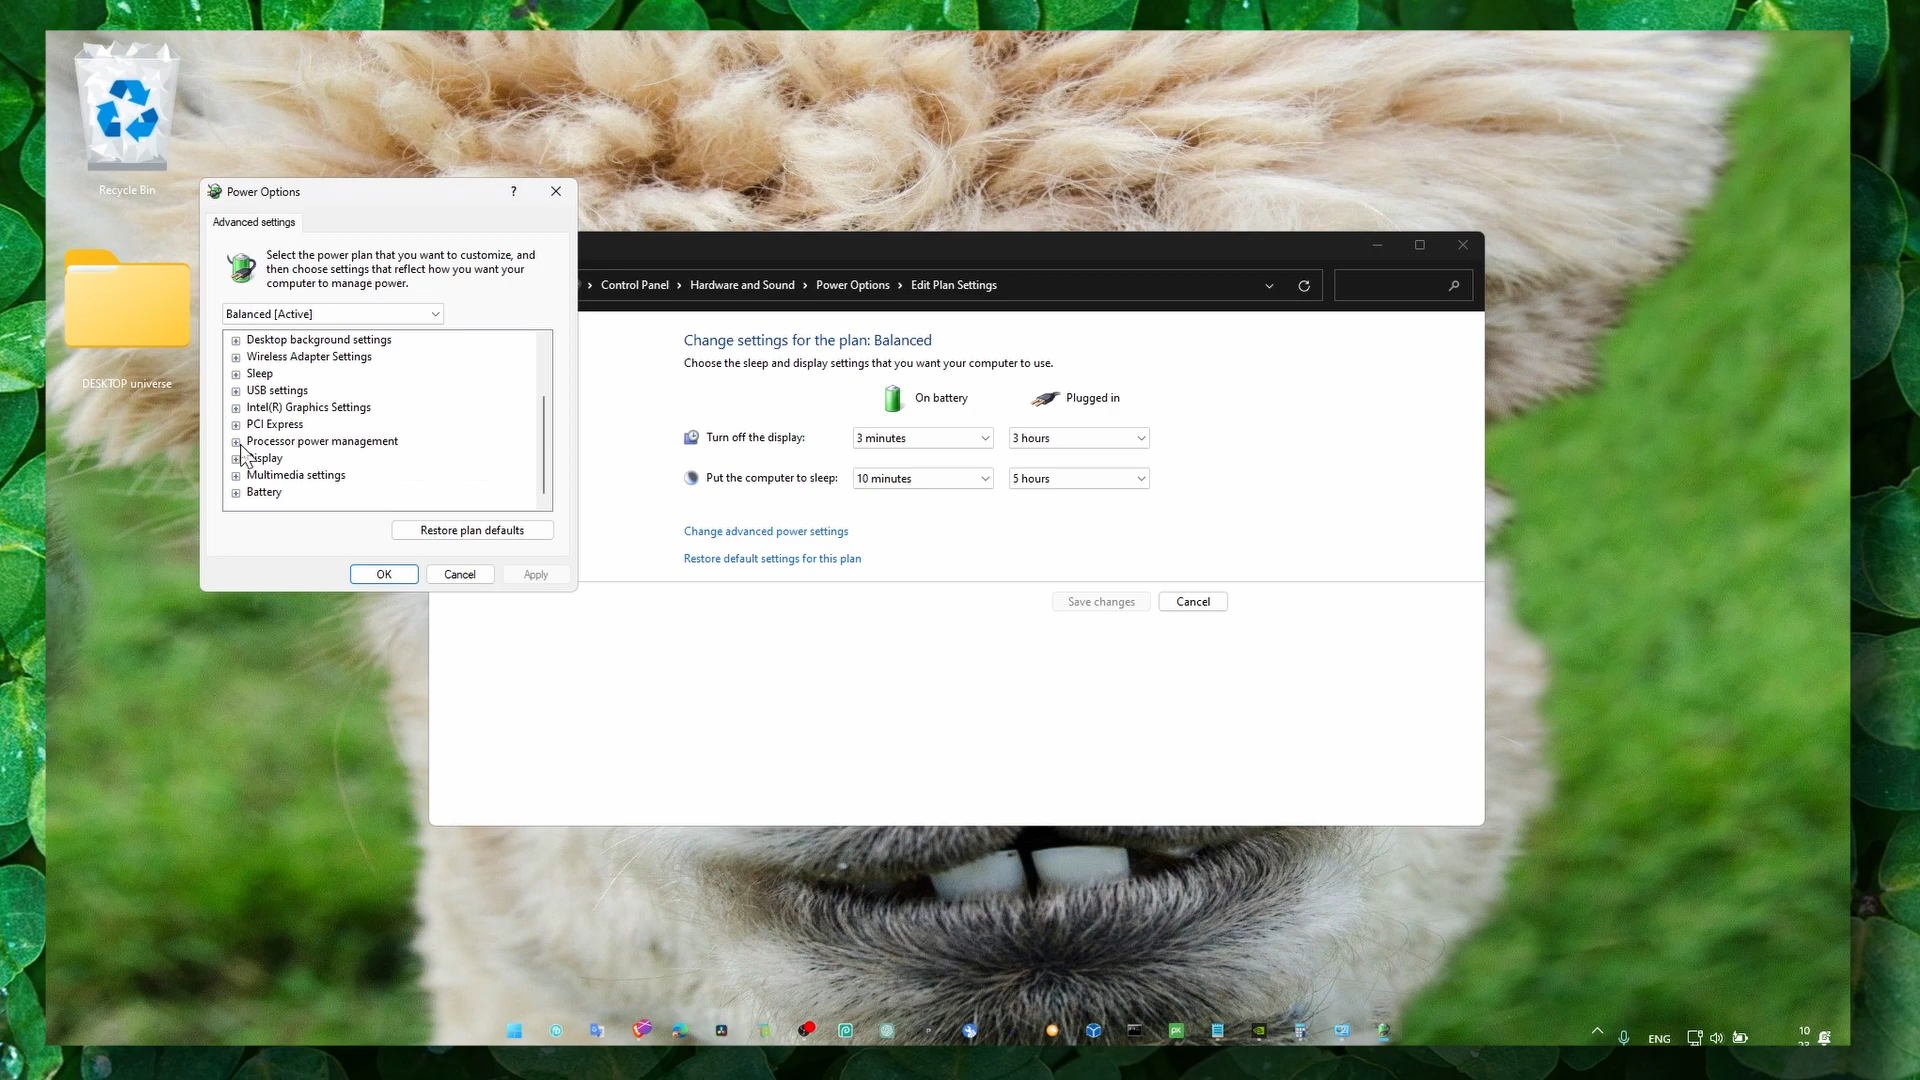 Recycle Bin
DESKTOP universe
Power Options
?
Advanced settings
Select the power plan that you want to customize, and
then choose settings that reflect how you want your
computer to manage power.
Balanced [Active]
Desktop background settings
Wireless Adapter Settings
Sleep
USB settings
Intel(R) Graphics Settings
PCI Express
Processor power management
Multimedia settings
Battery
Restore plan defaults
OK Cancel Apply
Control Panel > Hardware and Sound > Power Options > Edit Plan Settings
Change settings for the plan: Balanced
Choose the sleep and display settings that you want your computer to use.
On battery Plugged in
Turn off the display: 3 minutes 3 hours
Put the computer to sleep: 10 minutes 5 hours
Change advanced power settings
Restore default settings for this plan
Save changes Cancel
ENG
10